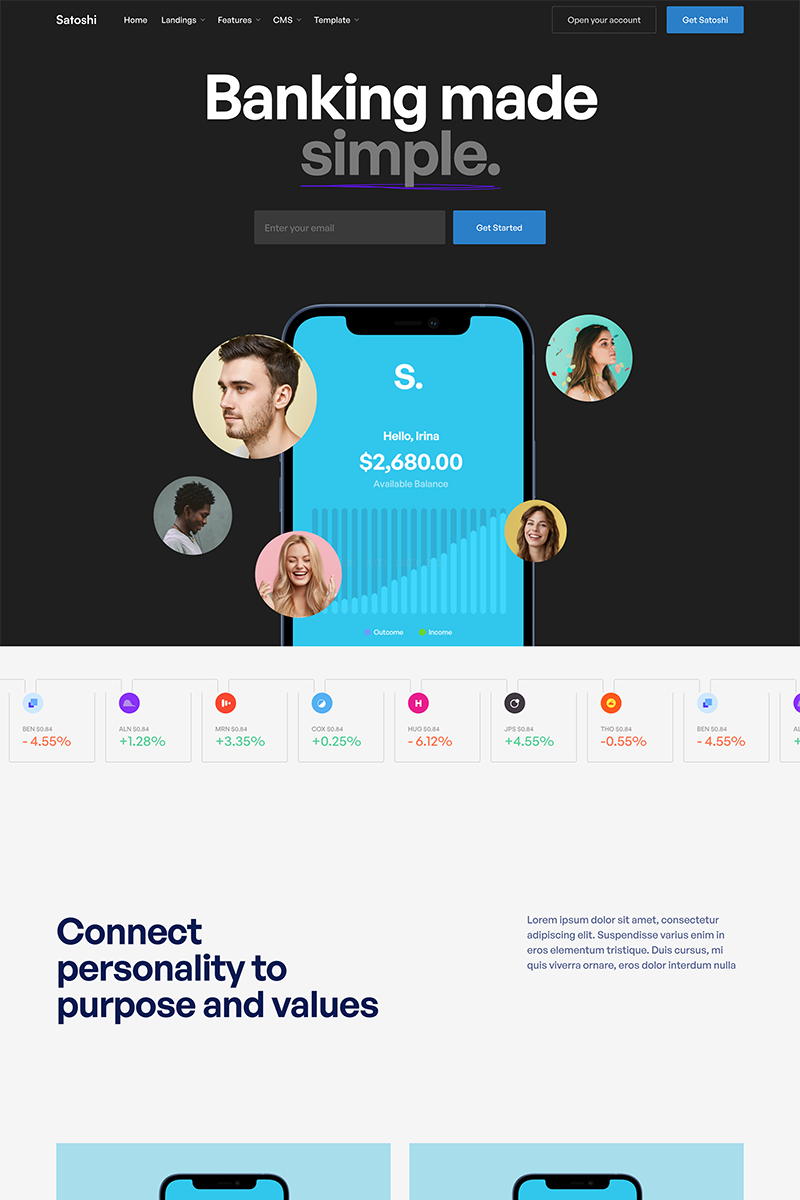 Satoshi
Home
Landings
Features
CMS
Template
Open your account
Get Satoshi
Banking made
simple.
Enter your email
Get Started
S.
Hello, Irina
$2,680.00
Available Balance
Outcome
Income
BEN $0.84
- 4.55%
ALN $0.84
+1.28%
MRN $0.84
+3.35%
COX $0.84
+0.25%
H
HUG $0.84
- 6.12%
JPS $0.84
+4.55%
THO $0.84
-0.55%
BEN $0.84
- 4.55%
Connect
personality to
purpose and values
Lorem ipsum dolor sit amet, consectetur
adipiscing elit. Suspendisse varius enim in
eros elementum tristique. Duis cursus, mi
quis viverra ornare, eros dolor interdum nulla